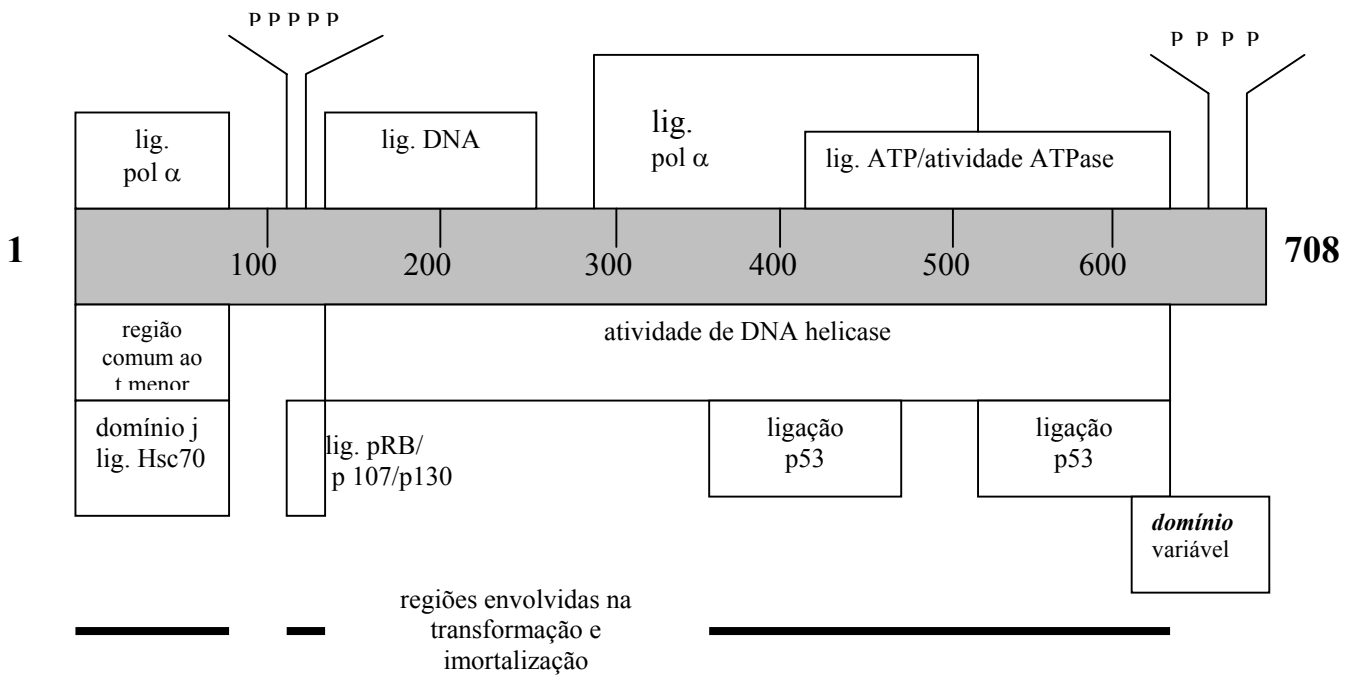 P P P P P
P P P P
lig.
pol α
lig. DNA
lig.
pol α
lig. ATP/atividade ATPase
1
100
200
300
400
500
600
708
região
comum ao
t menor
atividade de DNA helicase
domínio j
lig. Hsc70
lig. pRB/
p 107/p130
ligação
p53
ligação
p53
domínio
variável
regiões envolvidas na
transformação e
imortalização